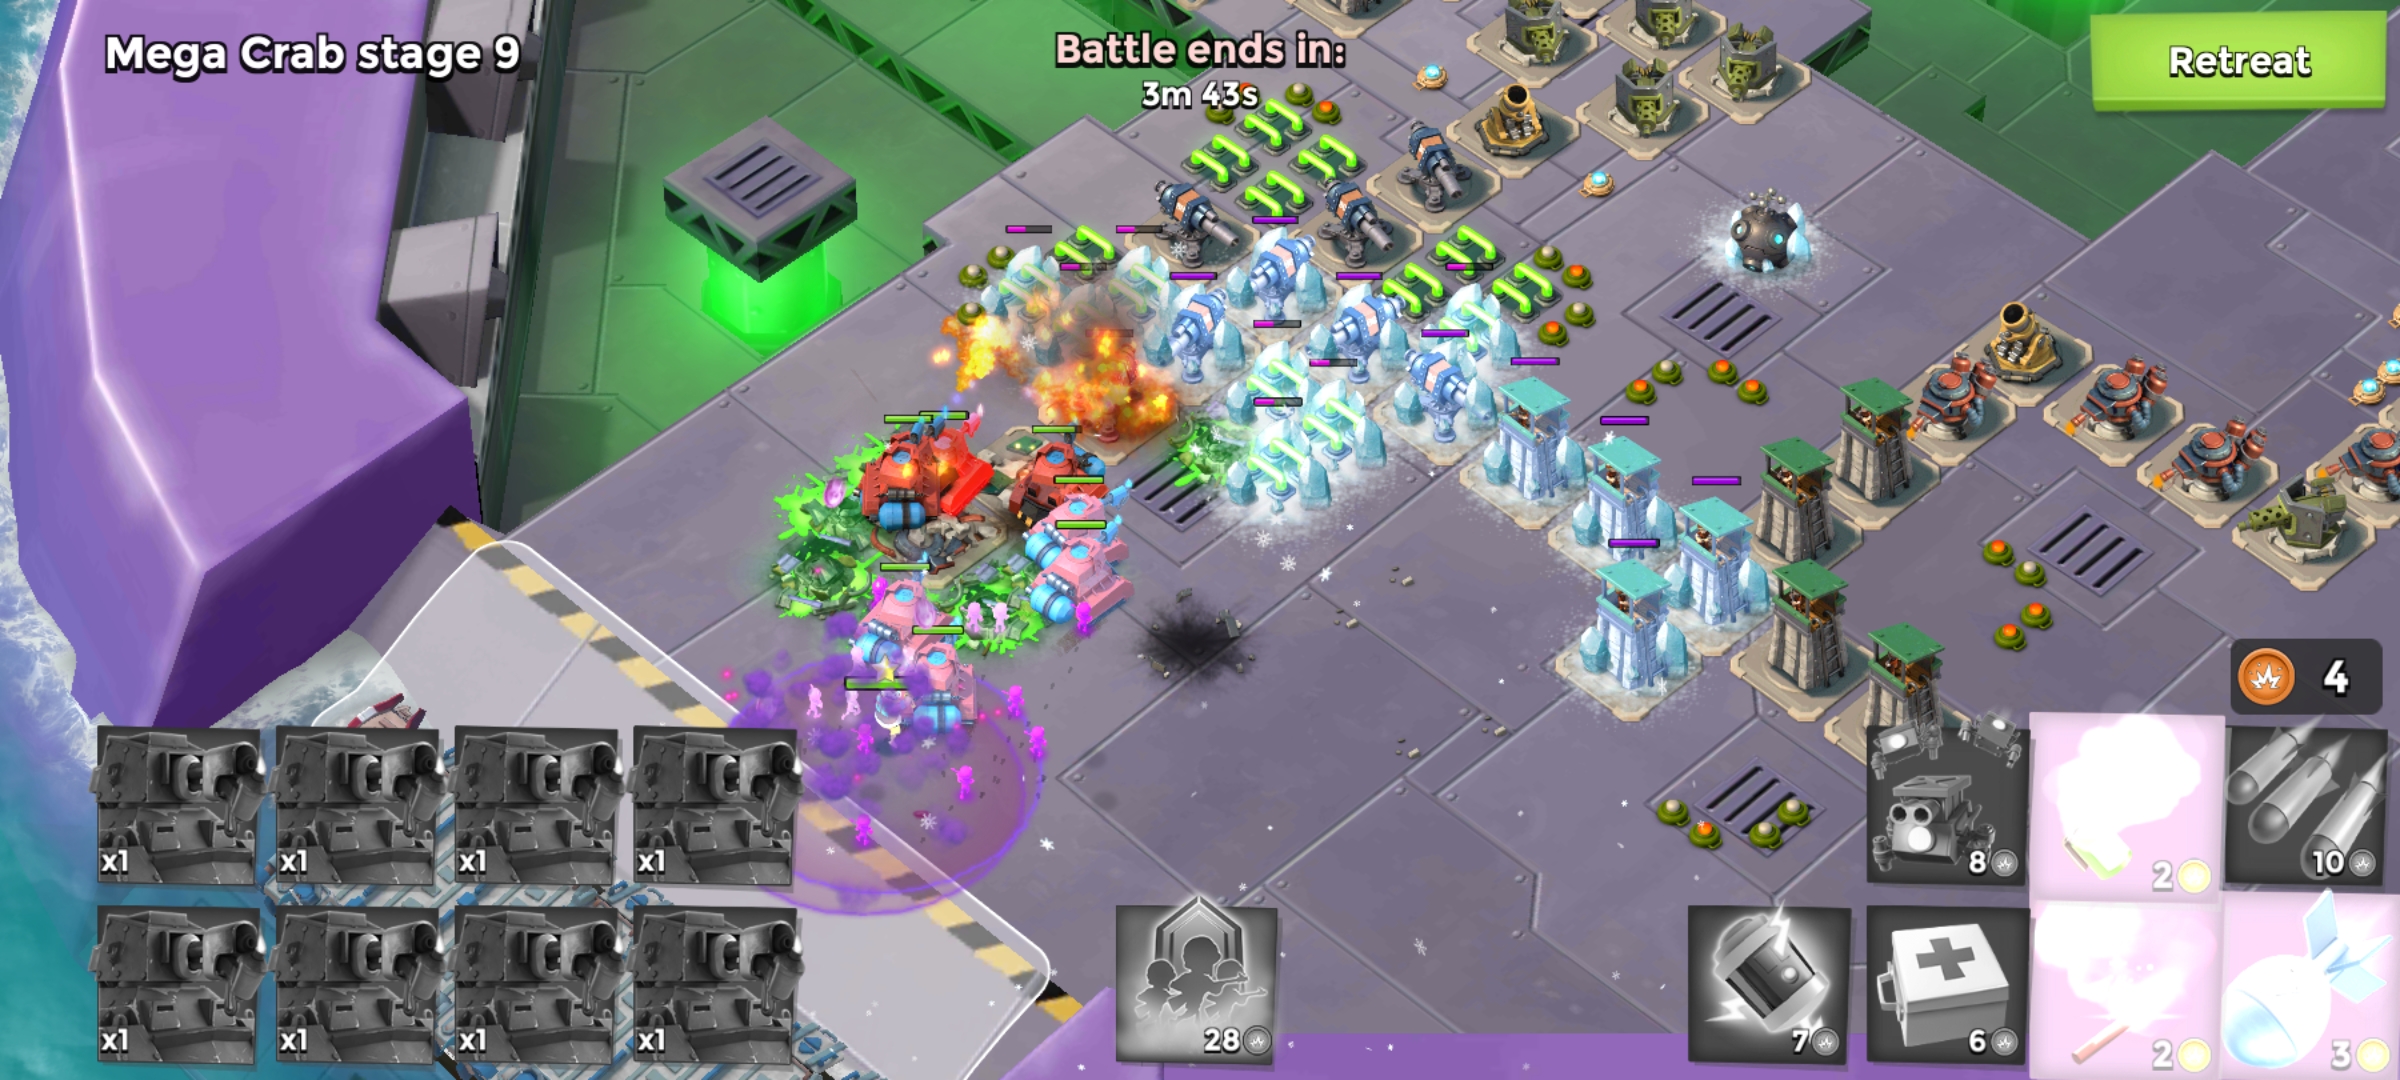 Mega Crab stage 9
Battle ends in:
3m 43s
Retreat
4
x1
x1
x1
x1
8
2
10
x1
x1
x1
x1
28
7
6
2
3